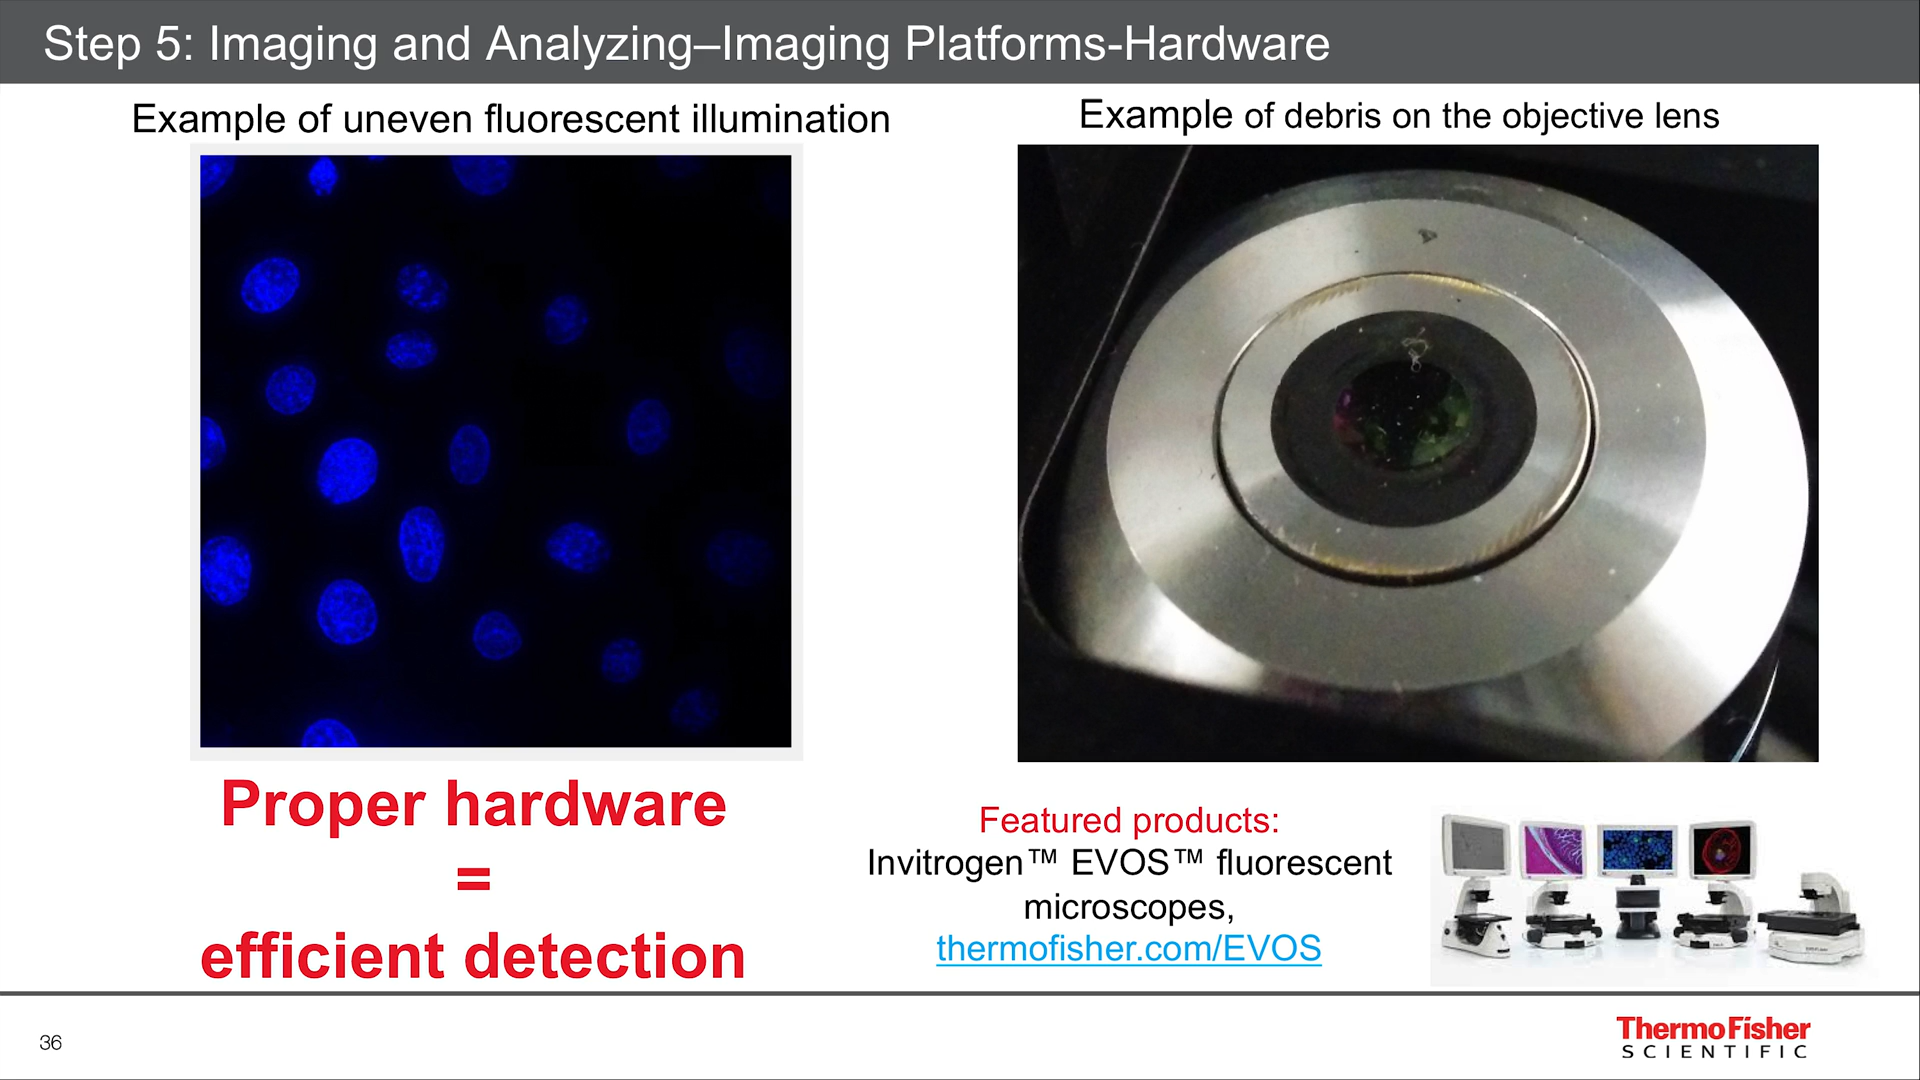 Step 5: Imaging and Analyzing–Imaging Platforms-Hardware
Example of uneven fluorescent illumination
Example of debris on the objective lens
Proper hardware
=
efficient detection
Featured products:
Invitrogen™ EVOS™ fluorescent
microscopes,
thermofisher.com/EVOS
36
ThermoFisher
SCIENTIFIC